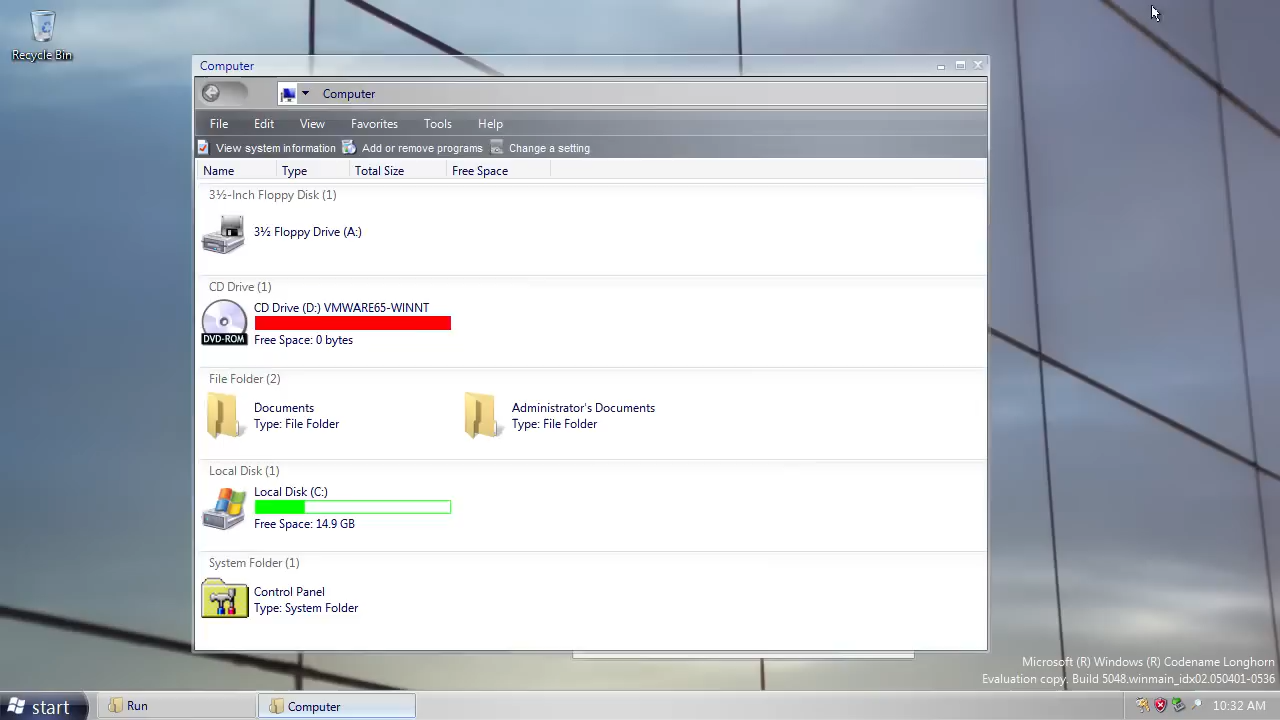 Recycle Bin
Computer
Computer
File Edit View Favorites Tools Help
View system information Add or remove programs Change a setting
Name Type Total Size Free Space
3½-Inch Floppy Disk (1)
3½ Floppy Drive (A:)
CD Drive (1)
CD Drive (D:) VMWARE65-WINNT
DVD-ROM
Free Space: 0 bytes
File Folder (2)
Documents
Type: File Folder
Administrator's Documents
Type: File Folder
Local Disk (1)
Local Disk (C:)
Free Space: 14.9 GB
System Folder (1)
Control Panel
Type: System Folder
Microsoft (R) Windows (R) Codename Longhorn
Evaluation copy. Build 5048.winmain_idx02.050401-0536
start Run Computer 10:32 AM